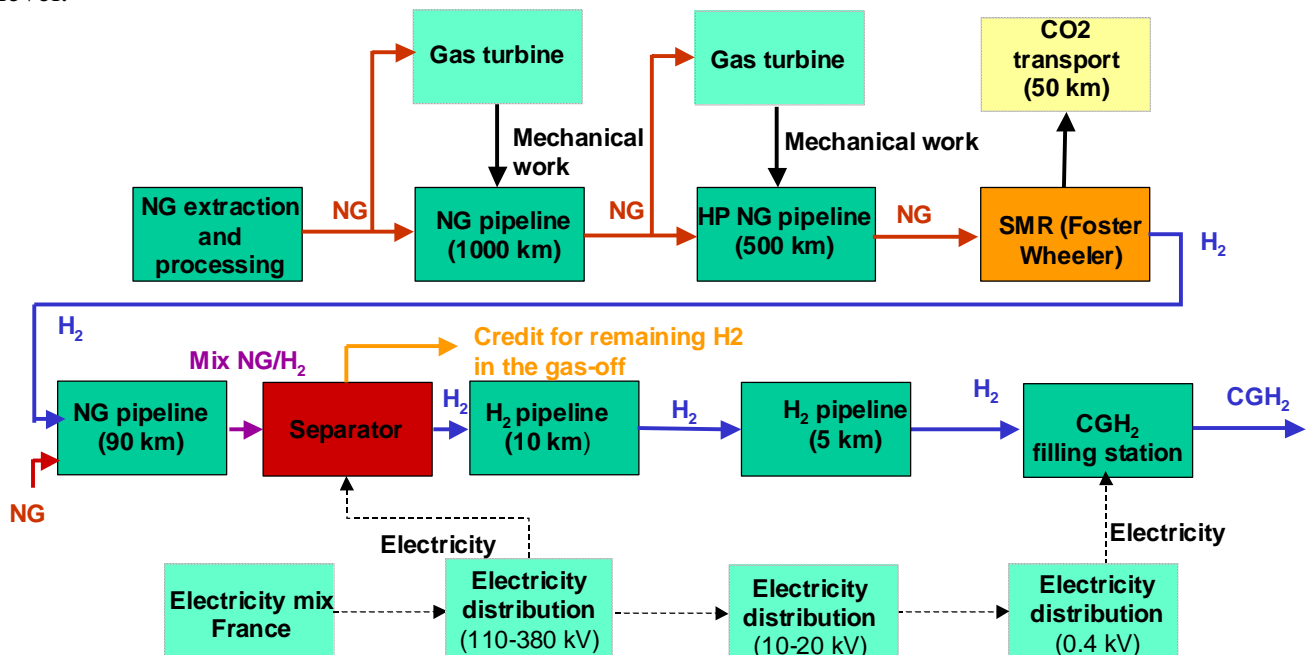 Gas turbine
Gas turbine
CO2
transport
(50 km)
Mechanical
work
Mechanical work
NG extraction
and
processing
NG
NG pipeline
(1000 km)
NG
HP NG pipeline
(500 km)
NG
SMR (Foster
Wheeler)
H₂
H₂
Mix NG/H₂
Credit for remaining H2
in the gas-off
NG pipeline
(90 km)
Separator
H₂
H₂ pipeline
(10 km)
H₂
H₂ pipeline
(5 km)
H₂
CGH₂
filling station
CGH₂
NG
Electricity
Electricity
Electricity mix
France
Electricity
distribution
(110-380 kV)
Electricity
distribution
(10-20 kV)
Electricity
distribution
(0.4 kV)